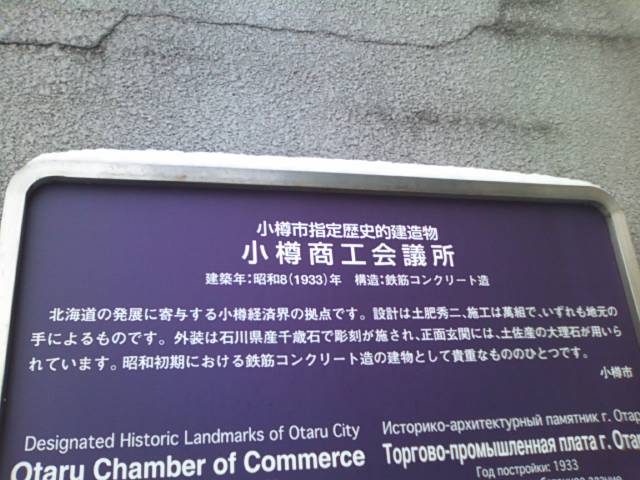 小樽市指定歴史的建造物
小樽商工会議所
建築年:昭和8(1933)年 構造:鉄筋コンクリート造
北海道の発展に寄与する小樽経済界の拠点です。設計は土肥秀二、施工は萬組で、いずれも地元の
手によるものです。外装は石川県産千歳石で彫刻が施され、正面玄関には、土佐産の大理石が用いら
れています。昭和初期における鉄筋コンクリート造の建物として貴重なもののひとつです。
小樽市
Designated Historic Landmarks of Otaru City
Otaru Chamber of Commerce
Историко-архитектурный памятник г. Отар
Торгово-промышленная плата г. Ота
Год постройки: 1933